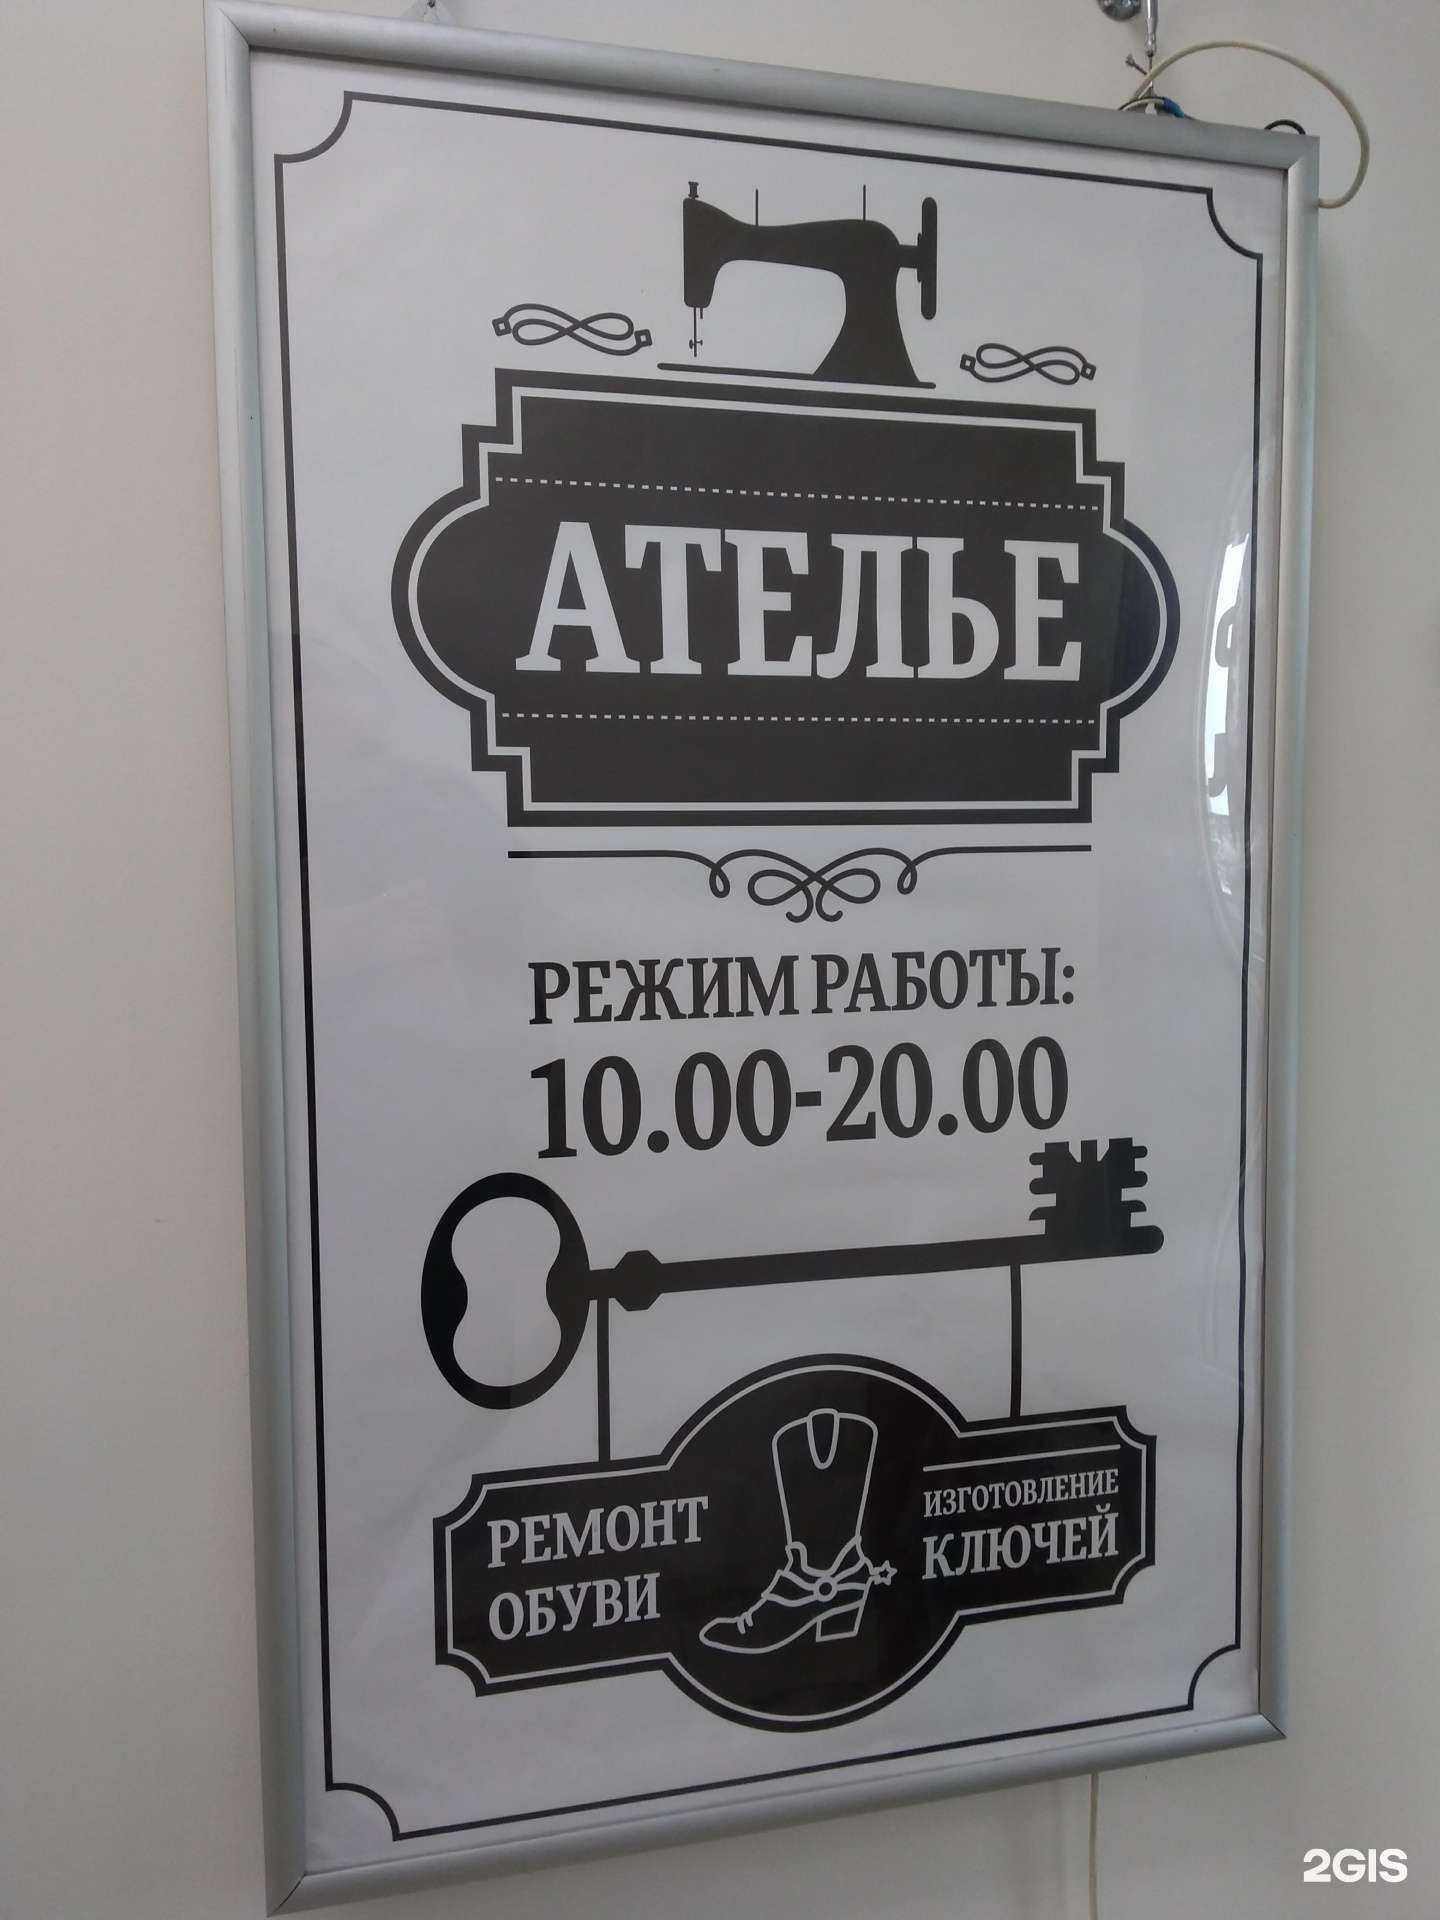 АТЕЛЬЕ
РЕЖИМ РАБОТЫ:
10.00-20.00
РЕМОНТ
ОБУВИ
ИЗГОТОВЛЕНИЕ
КЛЮЧЕЙ
2GIS